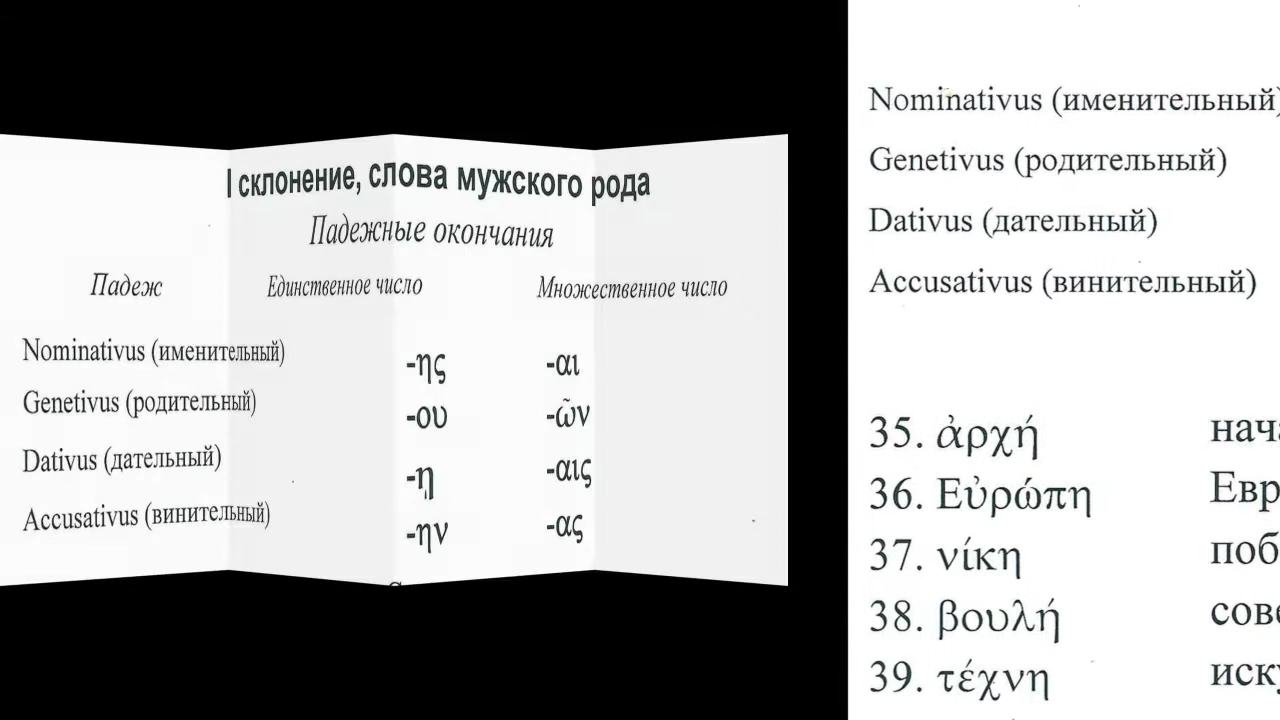 I склонение, слова мужского рода
Падежные окончания
Падеж Единственное число Множественное число
Nominativus (именительный) -ης -αι
Genetivus (родительный) -ου -ῶν
Dativus (дательный) -ῃ -αις
Accusativus (винительный) -ην -ας
Nominativus (именительный)
Genetivus (родительный)
Dativus (дательный)
Accusativus (винительный)
35. ἀρχή
36. Εὐρώπη
37. νίκη
38. βουλή
39. τέχνη